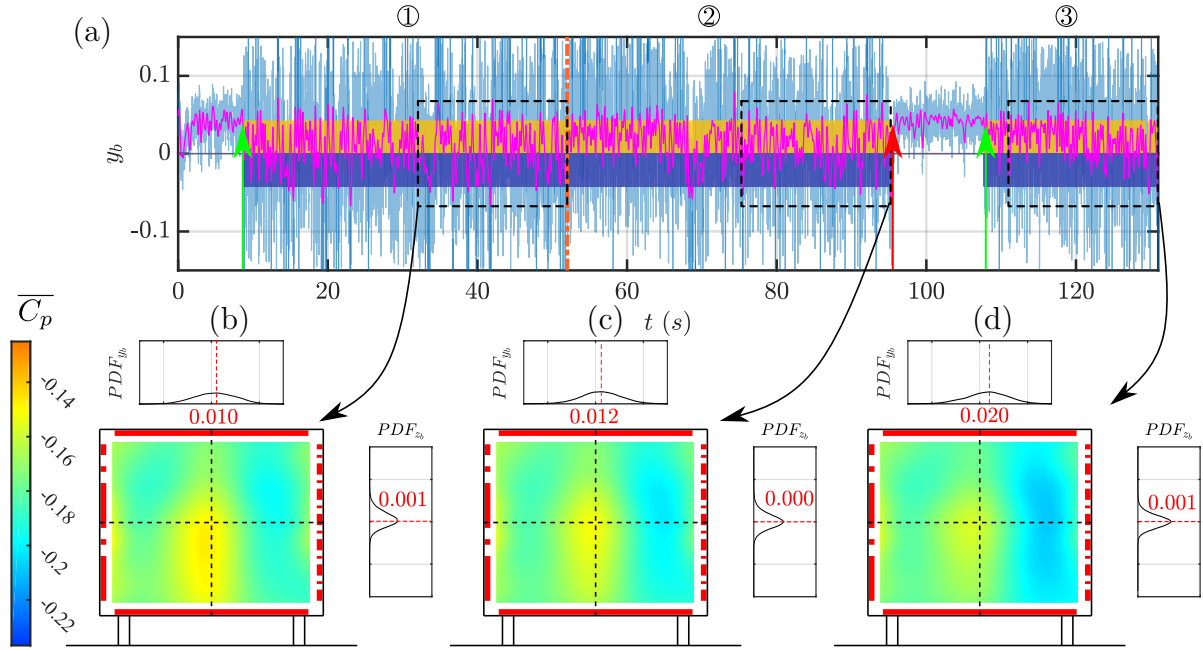 ① ② ③
(a)
0.1
0
-0.1
y_b
0 20 40 60 80 100 120
t (s)
\overline{C_p}
-0.14
-0.16
-0.18
-0.2
-0.22
(b)
PDF_{y_b}
0.010
PDF_{z_b}
0.001
(c)
PDF_{y_b}
0.012
PDF_{z_b}
0.000
(d)
PDF_{y_b}
0.020
PDF_{z_b}
0.001